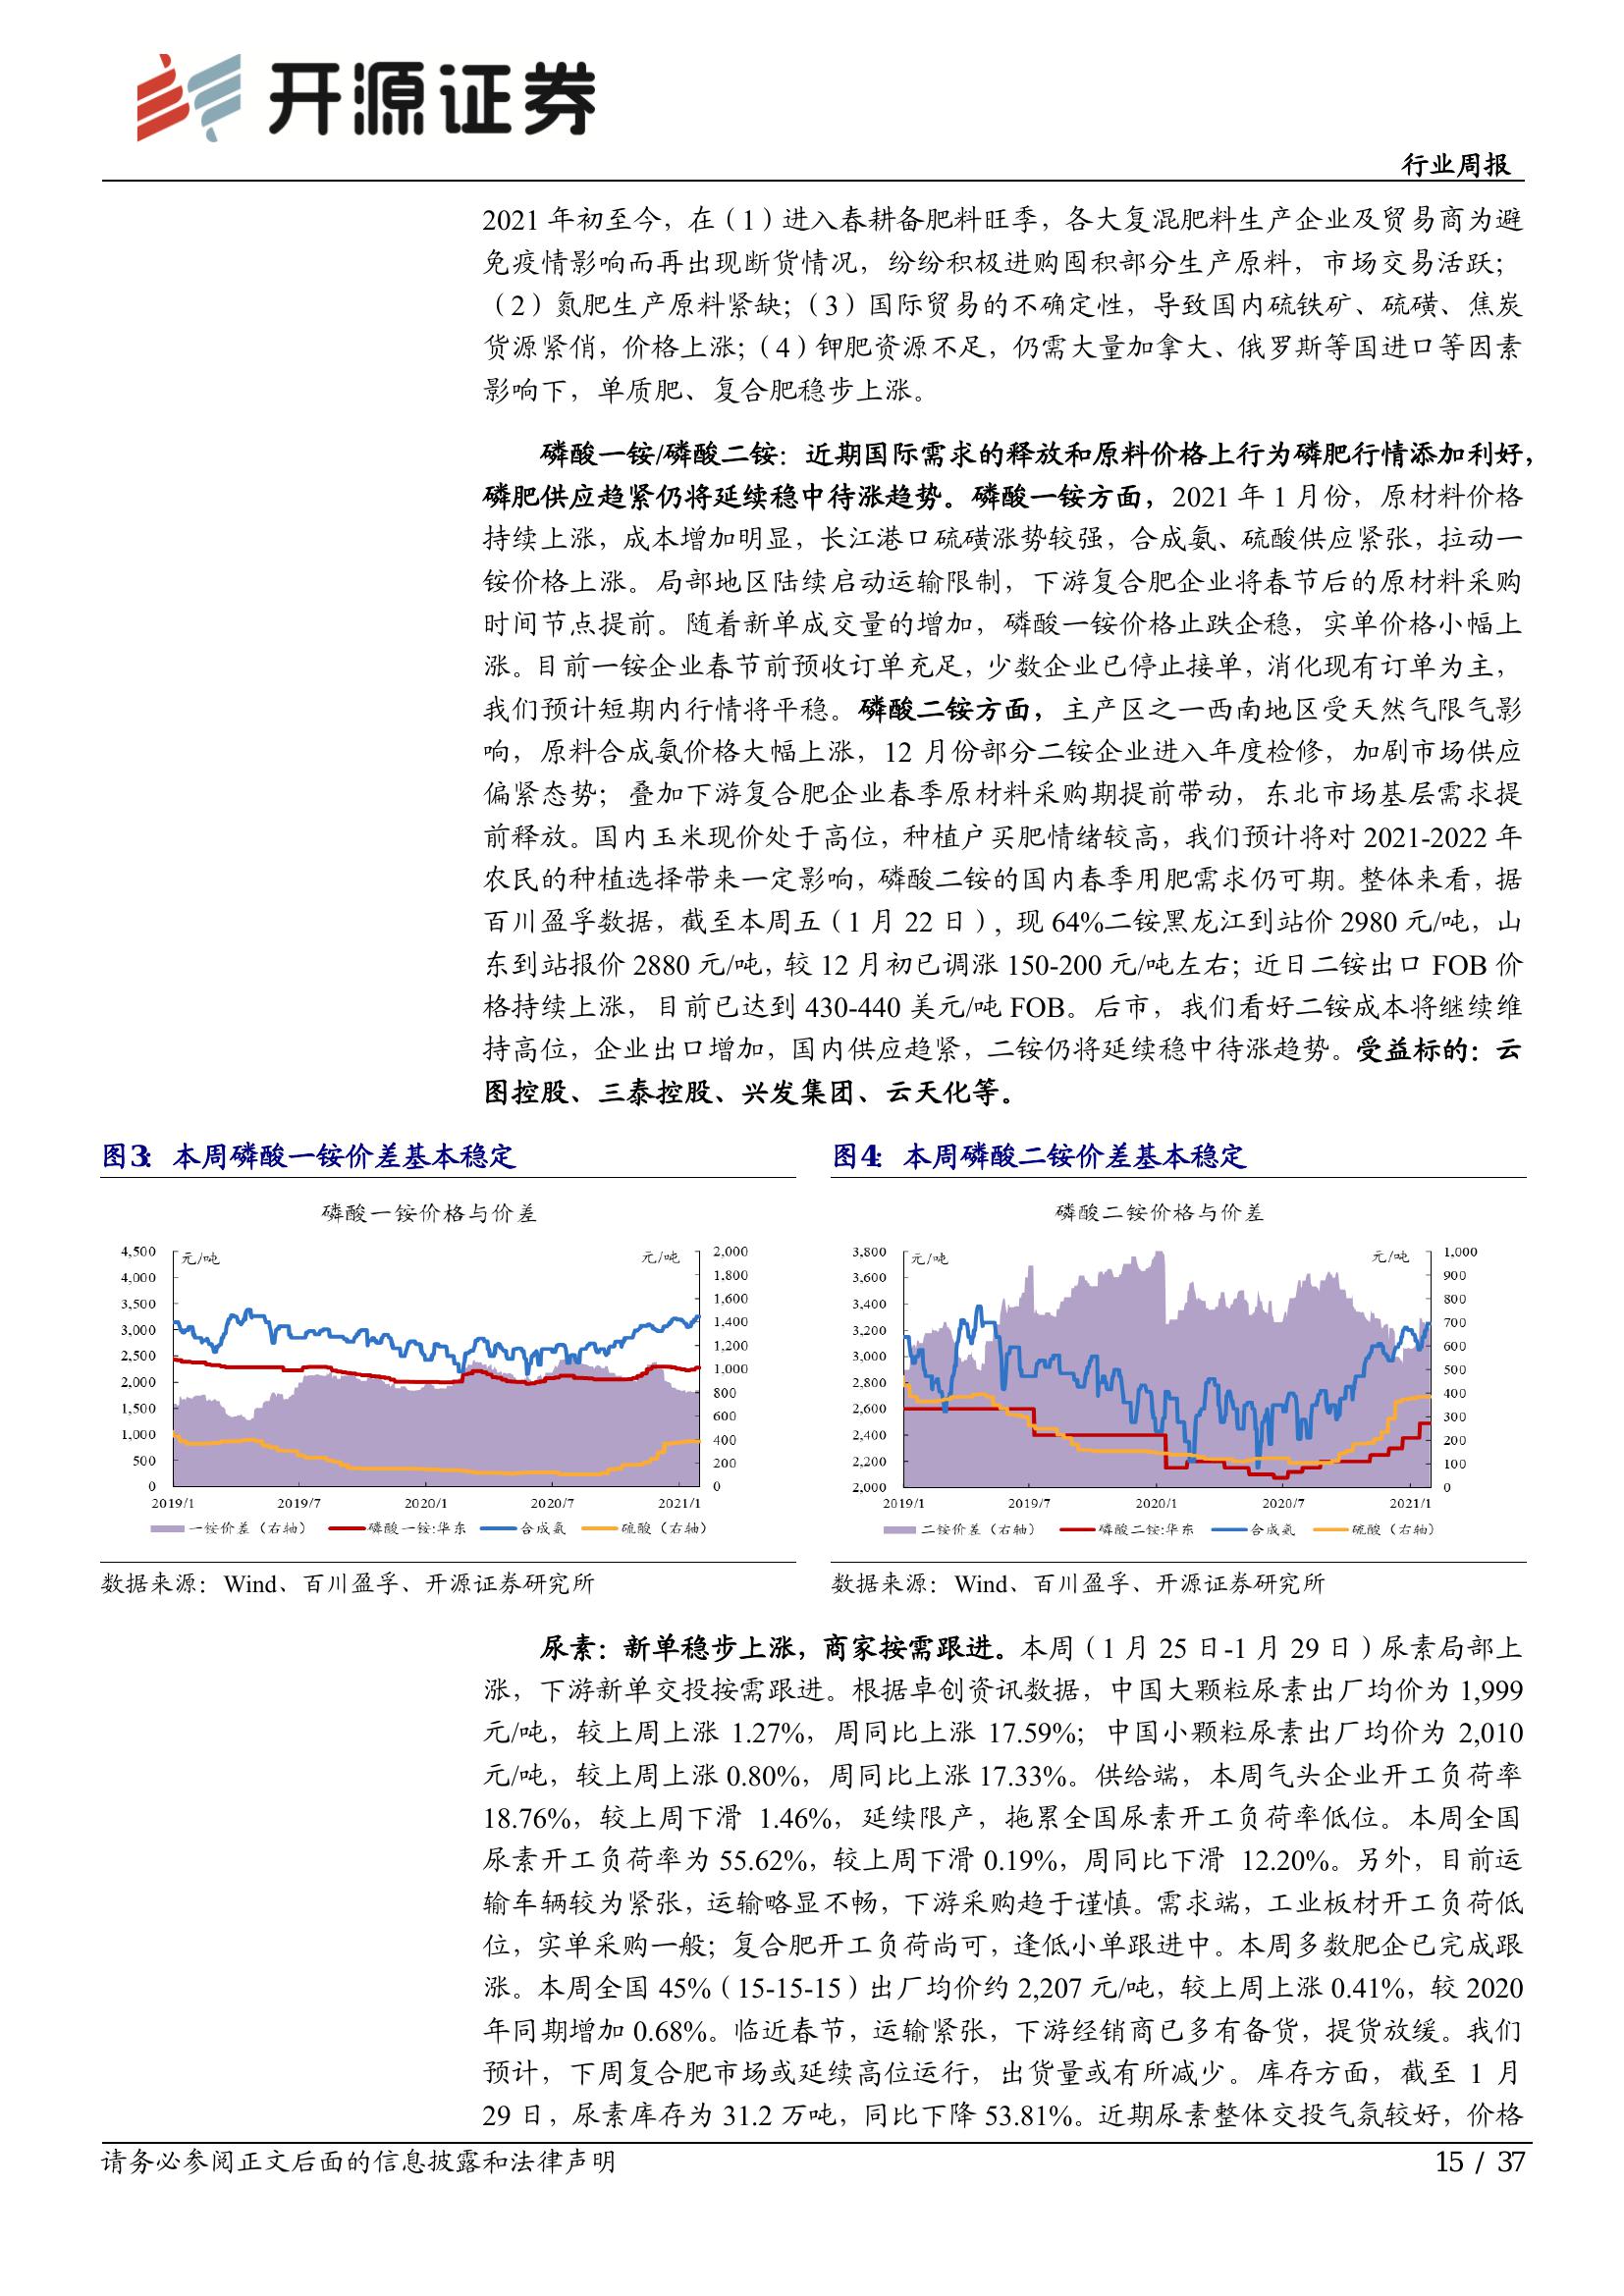 开源证券
行业周报
2021 年初至今，在（1）进入春耕备肥料旺季，各大复混肥料生产企业及贸易商为避
免疫情影响而再出现断货情况，纷纷积极进购囤积部分生产原料，市场交易活跃；
（2）氮肥生产原料紧缺；（3）国际贸易的不确定性，导致国内硫铁矿、硫磺、焦炭
货源紧俏，价格上涨；（4）钾肥资源不足，仍需大量加拿大、俄罗斯等国进口等因素
影响下，单质肥、复合肥稳步上涨。
磷酸一铵/磷酸二铵：近期国际需求的释放和原料价格上行为磷肥行情添加利好，
磷肥供应趋紧仍将延续稳中待涨趋势。磷酸一铵方面，2021 年 1 月份，原材料价格
持续上涨，成本增加明显，长江港口硫磺涨势较强，合成氨、硫酸供应紧张，拉动一
铵价格上涨。局部地区陆续启动运输限制，下游复合肥企业将春节后的原材料采购
时间节点提前。随着新单成交量的增加，磷酸一铵价格止跌企稳，实单价格小幅上
涨。目前一铵企业春节前预收订单充足，少数企业已停止接单，消化现有订单为主，
我们预计短期内行情将平稳。磷酸二铵方面，主产区之一西南地区受天然气限气影
响，原料合成氨价格大幅上涨，12 月份部分二铵企业进入年度检修，加剧市场供应
偏紧态势；叠加下游复合肥企业春季原材料采购期提前带动，东北市场基层需求提
前释放。国内玉米现价处于高位，种植户买肥情绪较高，我们预计将对 2021-2022 年
农民的种植选择带来一定影响，磷酸二铵的国内春季用肥需求仍可期。整体来看，据
百川盈孚数据，截至本周五（1 月 22 日），现 64%二铵黑龙江到站价 2980 元/吨，山
东到站报价 2880 元/吨，较 12 月初已调涨 150-200 元/吨左右；近日二铵出口 FOB 价
格持续上涨，目前已达到 430-440 美元/吨 FOB。后市，我们看好二铵成本将继续维
持高位，企业出口增加，国内供应趋紧，二铵仍将延续稳中待涨趋势。受益标的：云
图控股、三泰控股、兴发集团、云天化等。
图3： 本周磷酸一铵价差基本稳定
磷酸一铵价格与价差
元/吨 元/吨
4,500 2,000
4,000 1,800
3,500 1,600
3,000 1,400
2,500 1,200
2,000 1,000
1,500 800
1,000 600
500 400
0 200
0
2019/1 2019/7 2020/1 2020/7 2021/1
一铵价差（右轴） 磷酸一铵:华东 合成氨 硫酸（右轴）
数据来源：Wind、百川盈孚、开源证券研究所
图4： 本周磷酸二铵价差基本稳定
磷酸二铵价格与价差
元/吨 元/吨
3,800 1,000
3,600 900
3,400 800
3,200 700
3,000 600
2,800 500
2,600 400
2,400 300
2,200 200
2,000 100
0
2019/1 2019/7 2020/1 2020/7 2021/1
二铵价差（右轴） 磷酸二铵:华东 合成氨 硫酸（右轴）
数据来源：Wind、百川盈孚、开源证券研究所
尿素：新单稳步上涨，商家按需跟进。本周（1 月 25 日-1 月 29 日）尿素局部上
涨，下游新单交投按需跟进。根据卓创资讯数据，中国大颗粒尿素出厂均价为 1,999
元/吨，较上周上涨 1.27%，周同比上涨 17.59%；中国小颗粒尿素出厂均价为 2,010
元/吨，较上周上涨 0.80%，周同比上涨 17.33%。供给端，本周气头企业开工负荷率
18.76%，较上周下滑 1.46%，延续限产，拖累全国尿素开工负荷率低位。本周全国
尿素开工负荷率为 55.62%，较上周下滑 0.19%，周同比下滑 12.20%。另外，目前运
输车辆较为紧张，运输略显不畅，下游采购趋于谨慎。需求端，工业板材开工负荷低
位，实单采购一般；复合肥开工负荷尚可，逢低小单跟进中。本周多数肥企已完成跟
涨。本周全国 45%（15-15-15）出厂均价约 2,207 元/吨，较上周上涨 0.41%，较 2020
年同期增加 0.68%。临近春节，运输紧张，下游经销商已多有备货，提货放缓。我们
预计，下周复合肥市场或延续高位运行，出货量或有所减少。库存方面，截至 1 月
29 日，尿素库存为 31.2 万吨，同比下降 53.81%。近期尿素整体交投气氛较好，价格
请务必参阅正文后面的信息披露和法律声明
15 / 37